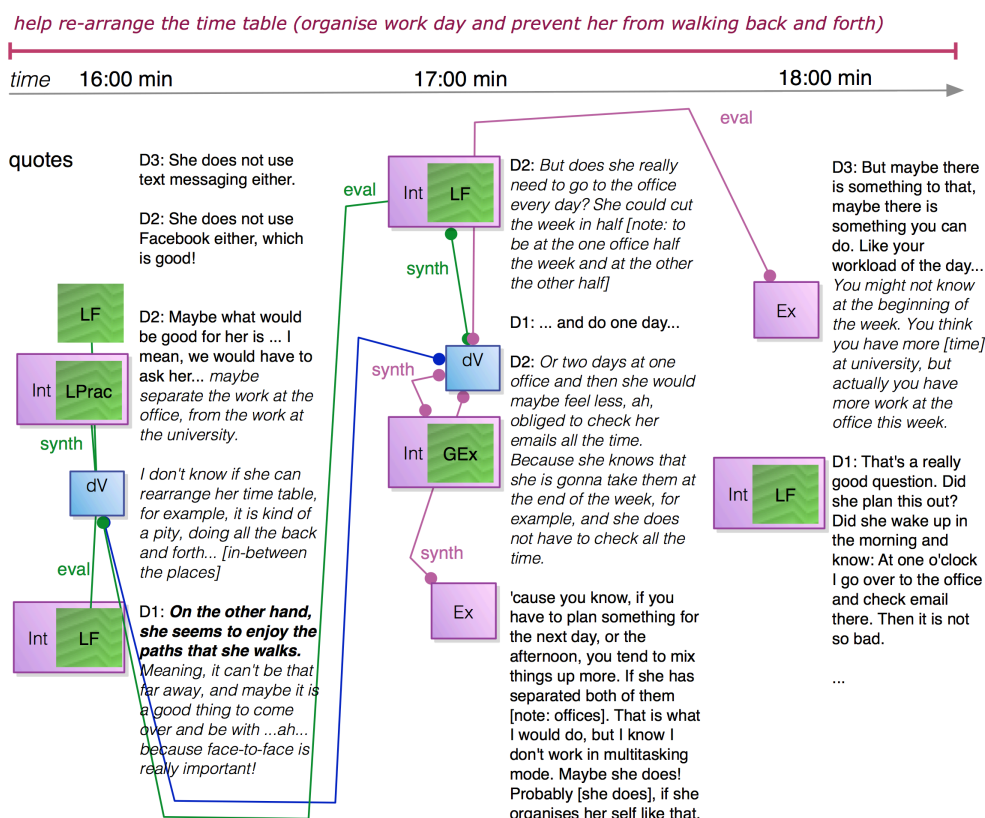 help re-arrange the time table (organise work day and prevent her from walking back and forth)
time
16:00 min
17:00 min
18:00 min
quotes
D3: She does not use
text messaging either.
D2: She does not use
Facebook either, which
is good!
LF
D2: Maybe what would
be good for her is ... I
mean, we would have to
ask her... maybe
separate the work at the
office, from the work at
the university.
Int
LPrac
synth
dV
I don't know if she can
rearrange her time table,
for example, it is kind of
a pity, doing all the back
and forth... [in-between
the places]
eval
Int
LF
D1: On the other hand,
she seems to enjoy the
paths that she walks.
Meaning, it can't be that
far away, and maybe it is
a good thing to come
over and be with ...ah...
because face-to-face is
really important!
eval
Int
LF
synth
dV
synth
Int
GEx
synth
Ex
D2: But does she really
need to go to the office
every day? She could cut
the week in half [note: to
be at the one office half
the week and at the other
the other half]
D1: ... and do one day...
D2: Or two days at one
office and then she would
maybe feel less, ah,
obliged to check her
emails all the time.
Because she knows that
she is gonna take them at
the end of the week, for
example, and she does
not have to check all the
time.
'cause you know, if you
have to plan something for
the next day, or the
afternoon, you tend to mix
things up more. If she has
separated both of them
[note: offices]. That is what
I would do, but I know I
don't work in multitasking
mode. Maybe she does!
Probably [she does], if she
organises her self like that.
eval
Ex
D3: But maybe there
is something to that,
maybe there is
something you can
do. Like your
workload of the day...
You might not know
at the beginning of
the week. You think
you have more [time]
at university, but
actually you have
more work at the
office this week.
Int
LF
D1: That's a really
good question. Did
she plan this out?
Did she wake up in
the morning and
know: At one o'clock
I go over to the office
and check email
there. Then it is not
so bad.
...